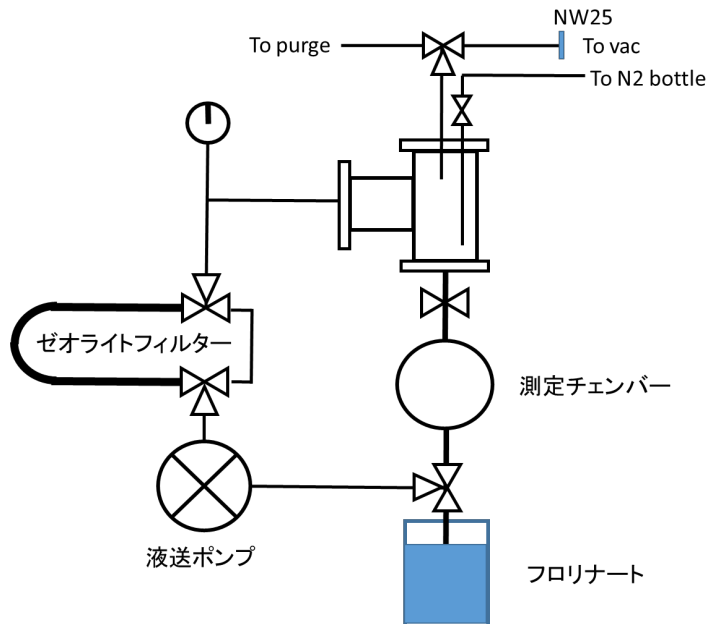 NW25
To purge
To vac
To N2 bottle
ゼオライトフィルター
測定チェンバー
液送ポンプ
フロリナート